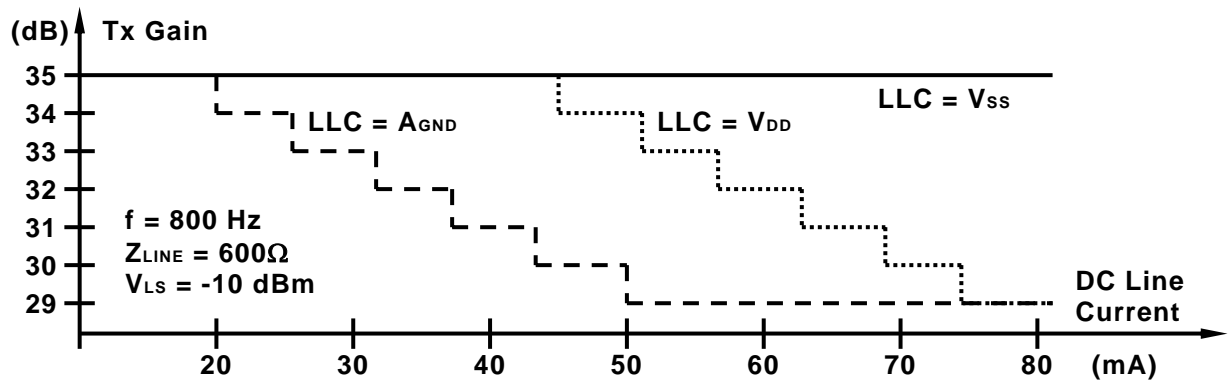 (dB) Tx Gain
35
34
33
32
31
30
29
LLC = AGND
LLC = VDD
LLC = VSS
f = 800 Hz
ZLINE = 600Ω
VLS = -10 dBm
DC Line
Current
20 30 40 50 60 70 80 (mA)